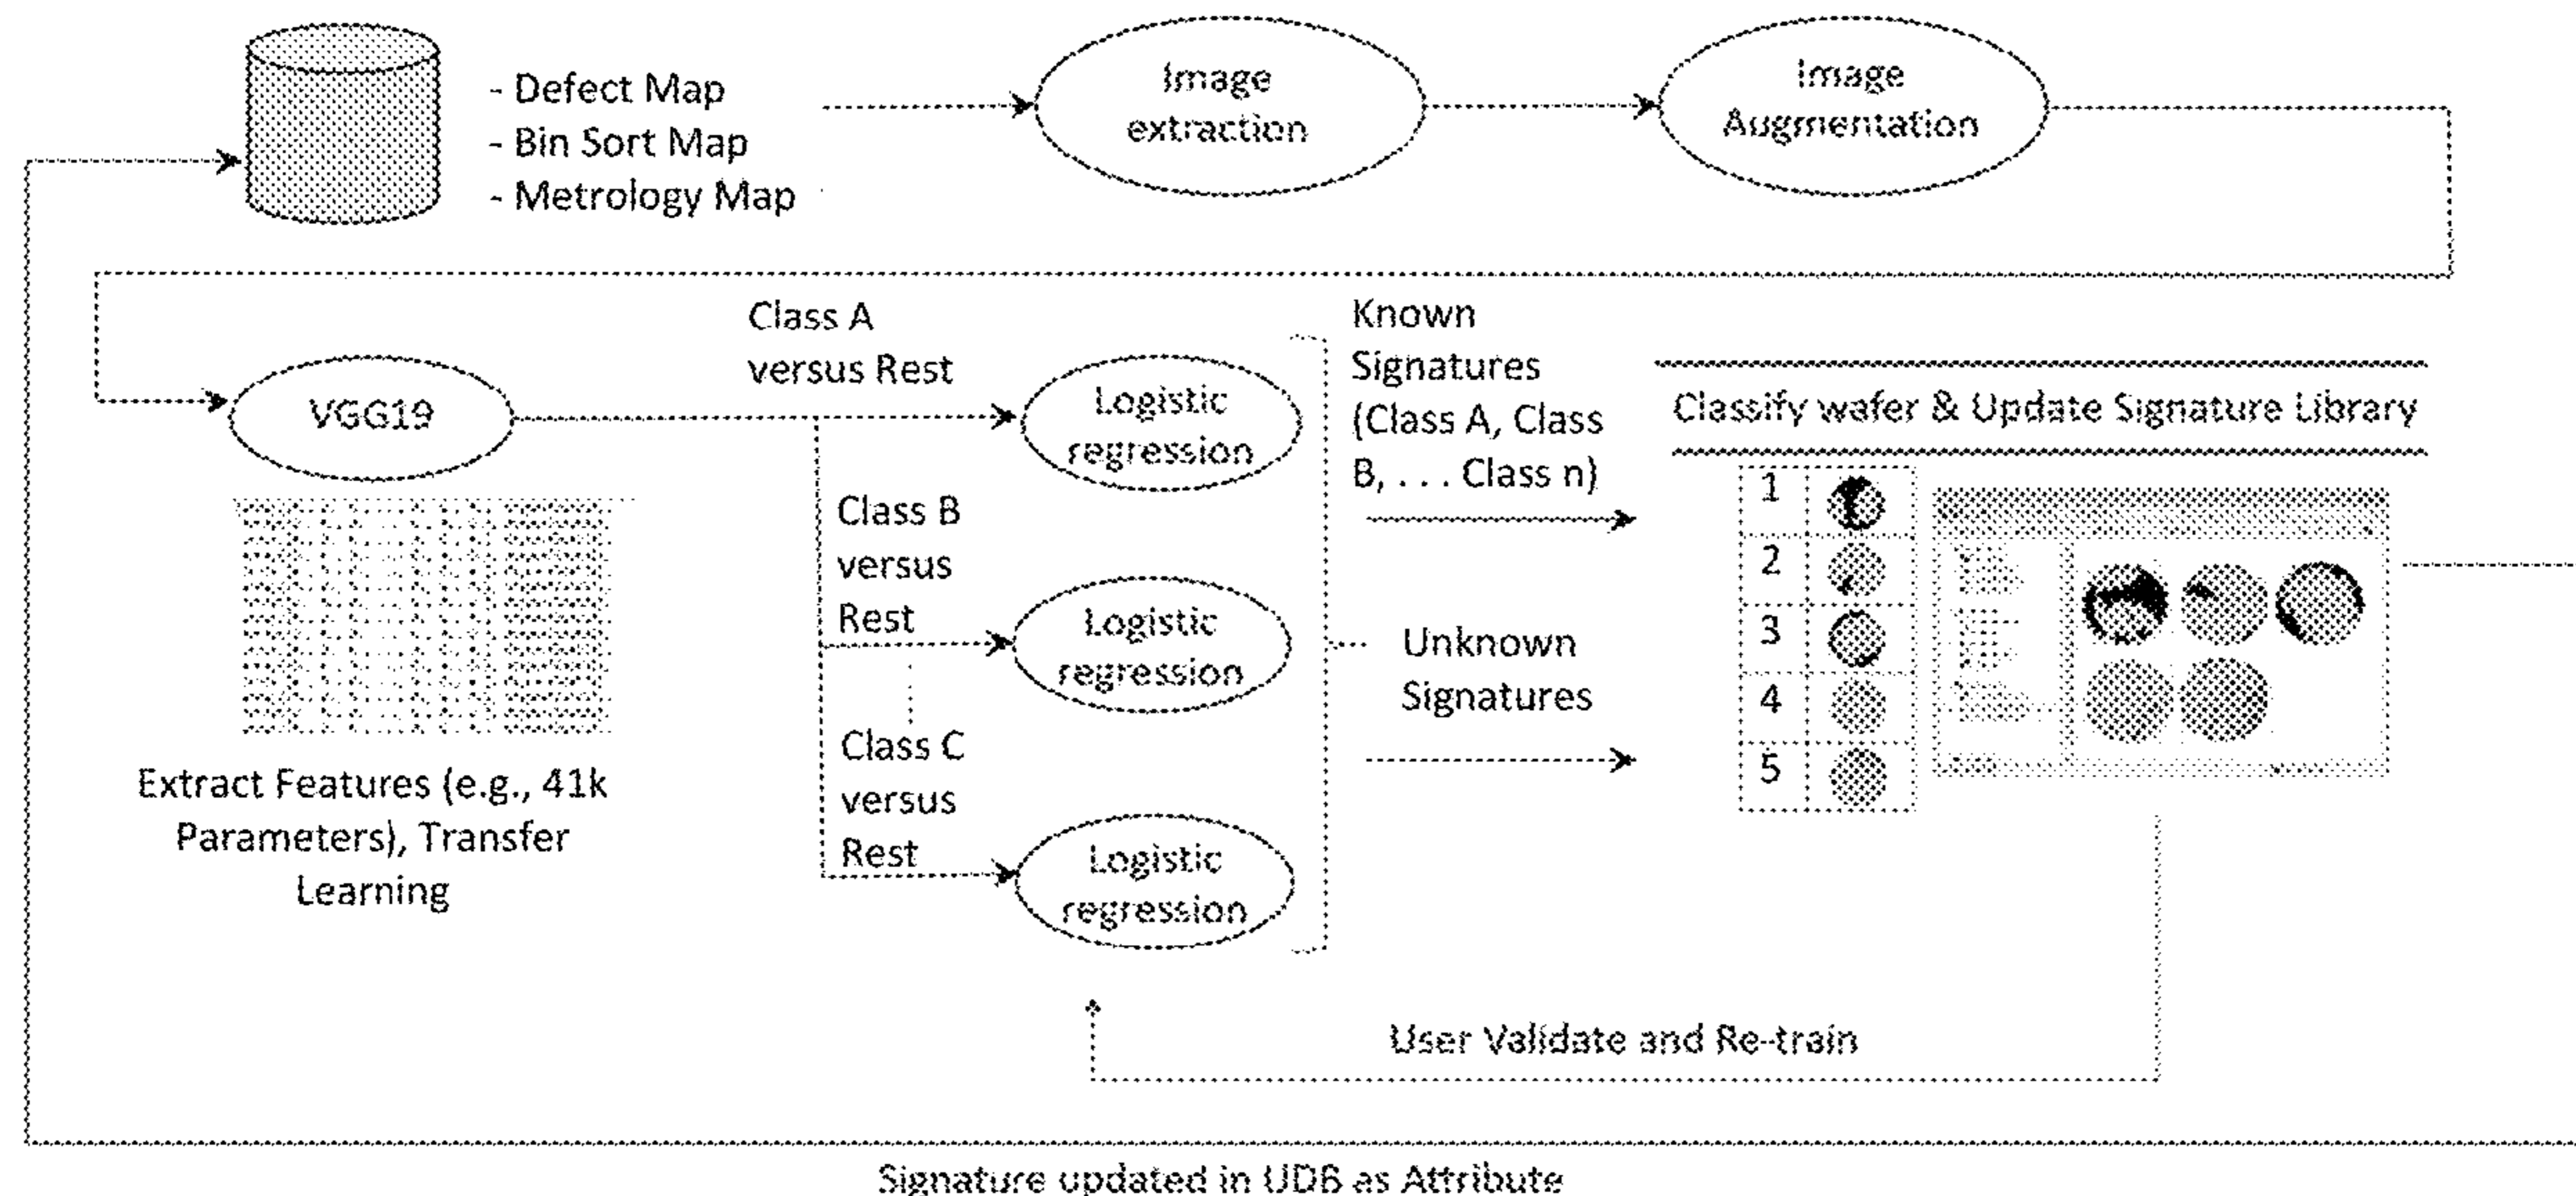 - Defect Map
- Bin Sort Map
- Metrology Map
Image
extraction
Image
Augmentation
VGG19
Extract Features (e.g., 41k
Parameters), Transfer
Learning
Class A
versus Rest
Logistic
regression
Class B
versus
Rest
Logistic
regression
Class C
versus
Rest
Logistic
regression
Known
Signatures
(Class A, Class
B, . . . Class n)
Unknown
Signatures
Classify wafer & Update Signature Library
1
2
3
4
5
User Validate and Re-train
Signature updated in UDB as Attribute